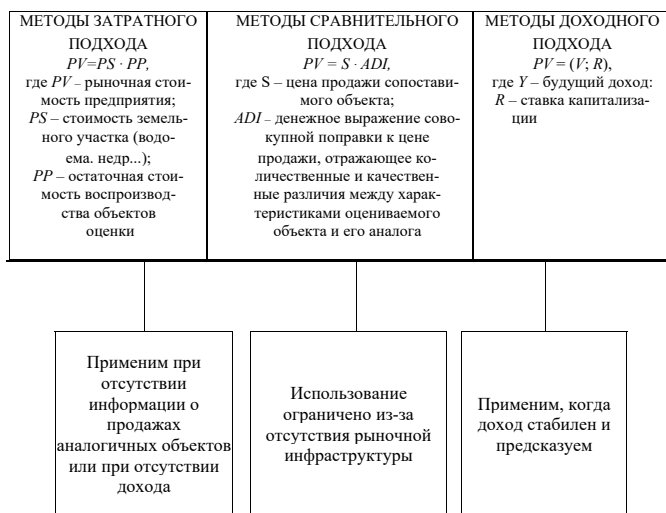 МЕТОДЫ ЗАТРАТНОГО
ПОДХОДА
PV=PS · PP,
где PV – рыночная стои-
мость предприятия;
PS – стоимость земель-
ного участка (водо-
ема. недр...);
PP – остаточная стои-
мость воспроизвод-
ства объектов
оценки
МЕТОДЫ СРАВНИТЕЛЬНОГО
ПОДХОДА
PV = S · ADI,
где S – цена продажи сопостави-
мого объекта;
ADI – денежное выражение сово-
купной поправки к цене
продажи, отражающее ко-
личественные и качествен-
ные различия между харак-
теристиками оцениваемого
объекта и его аналога
МЕТОДЫ ДОХОДНОГО
ПОДХОДА
PV = (V; R),
где Y – будущий доход:
R – ставка капитализа-
ции
Применим при
отсутствии
информации о
продажах
аналогичных объектов
или при отсутствии
дохода
Использование
ограничено из-за
отсутствия рыночной
инфраструктуры
Применим, когда
доход стабилен и
предсказуем